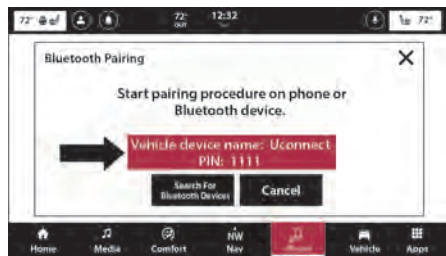 72°
72°
OUT
12:32
72°
Bluetooth Pairing
Start pairing procedure on phone or
Bluetooth device.
Vehicle device name: Uconnect
PIN: 1111
Search For
Bluetooth Devices
Cancel
Home
Media
Comfort
NW
Nav
Phone
Vehicle
Apps